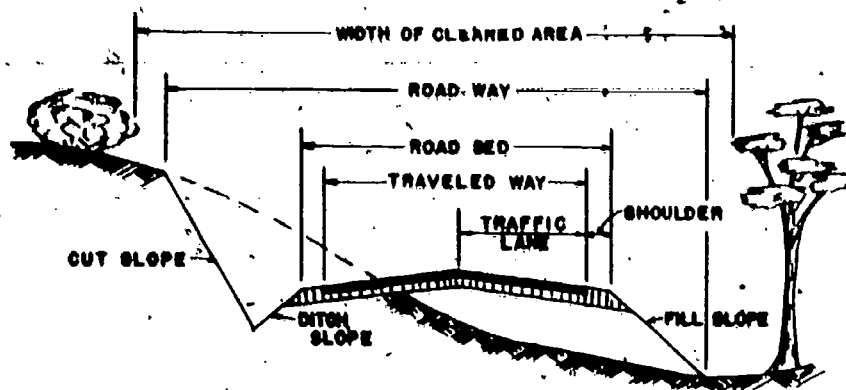 WIDTH OF CLEARED AREA
ROAD WAY
ROAD BED
TRAVELED WAY
TRAFFIC
LANE
SHOULDER
CUT SLOPE
DITCH
SLOPE
FILL SLOPE